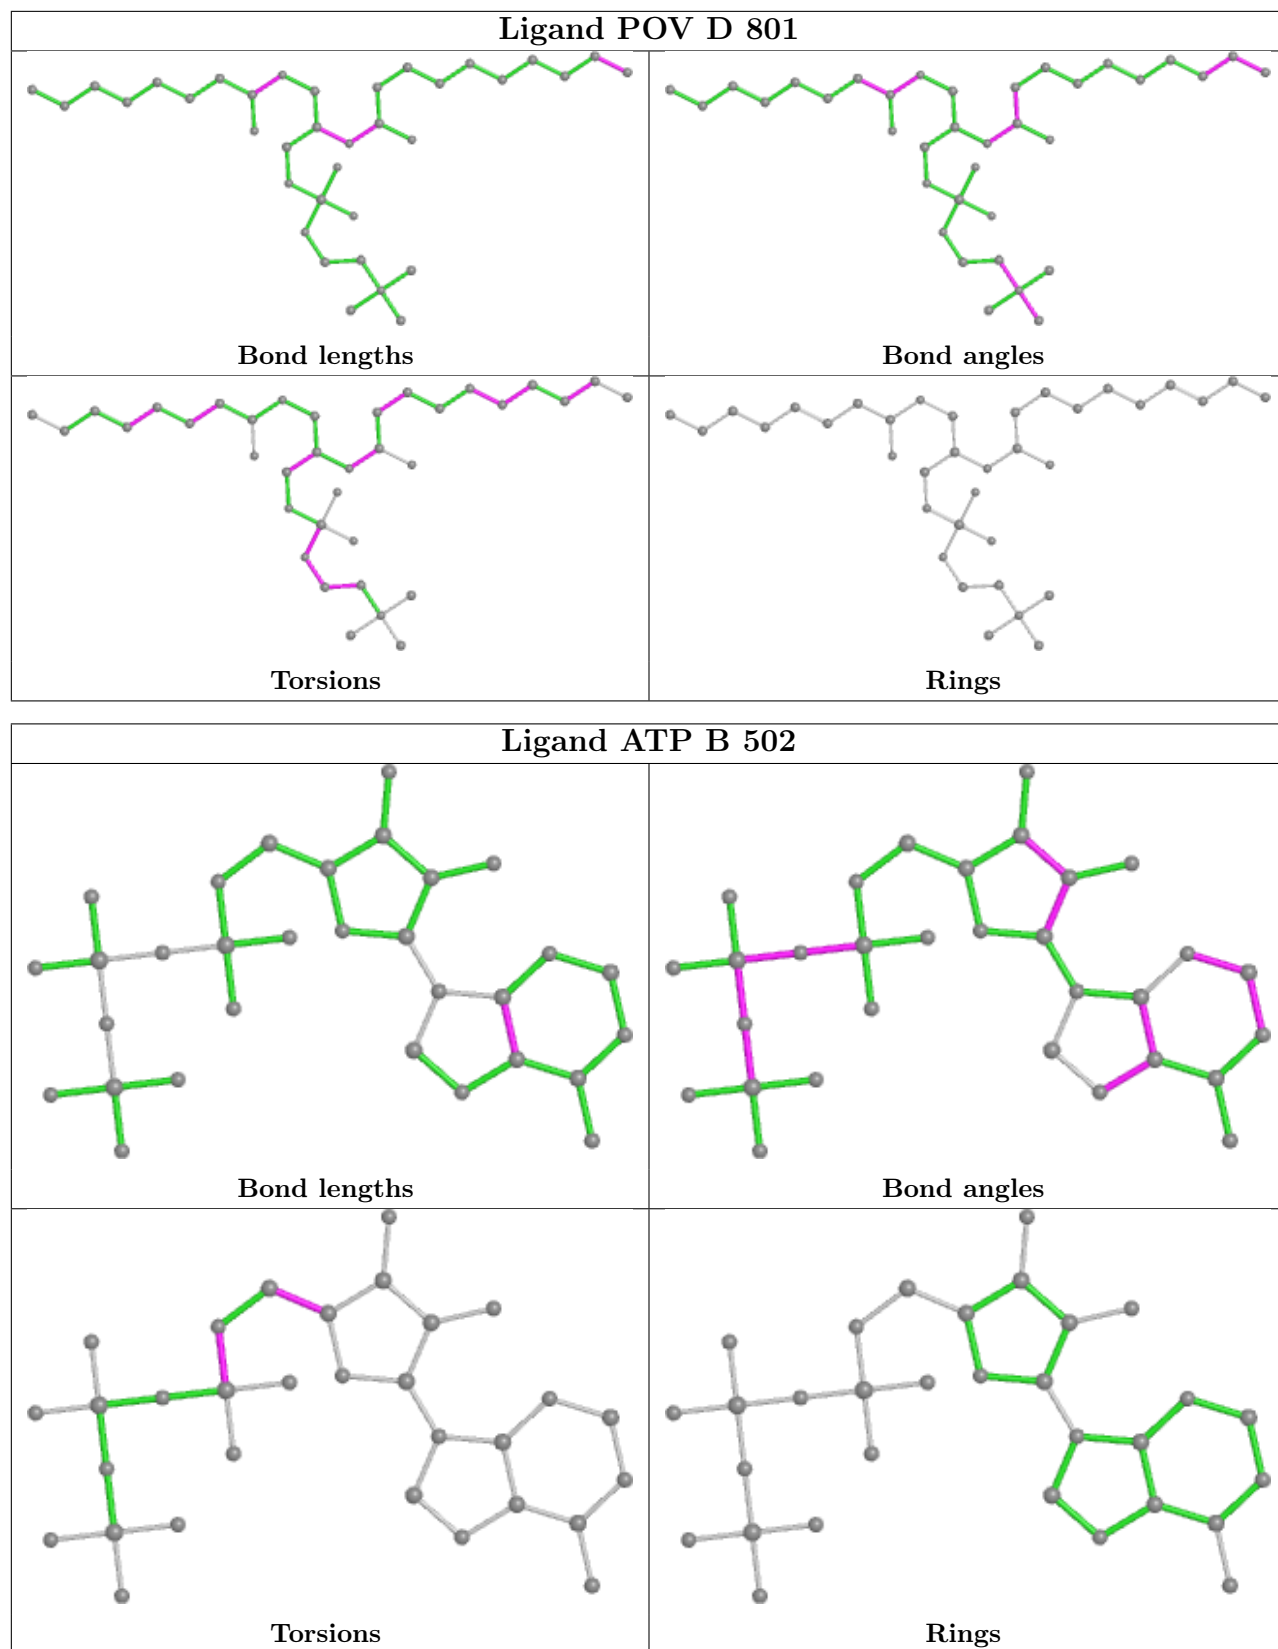 Ligand POV D 801
Bond lengths
Bond angles
Torsions
Rings
Ligand ATP B 502
Bond lengths
Bond angles
Torsions
Rings